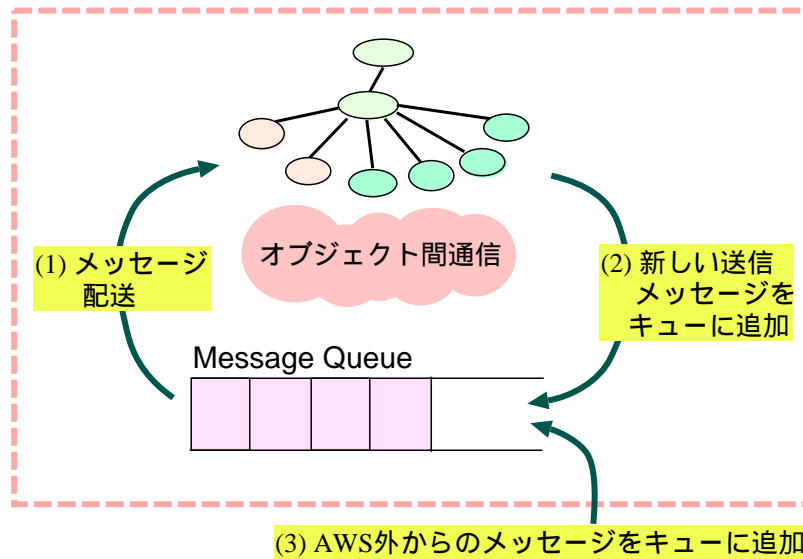 オブジェクト間通信
(1) メッセージ
配送
(2) 新しい送信
メッセージを
キューに追加
Message Queue
(3) AWS外からのメッセージをキューに追加